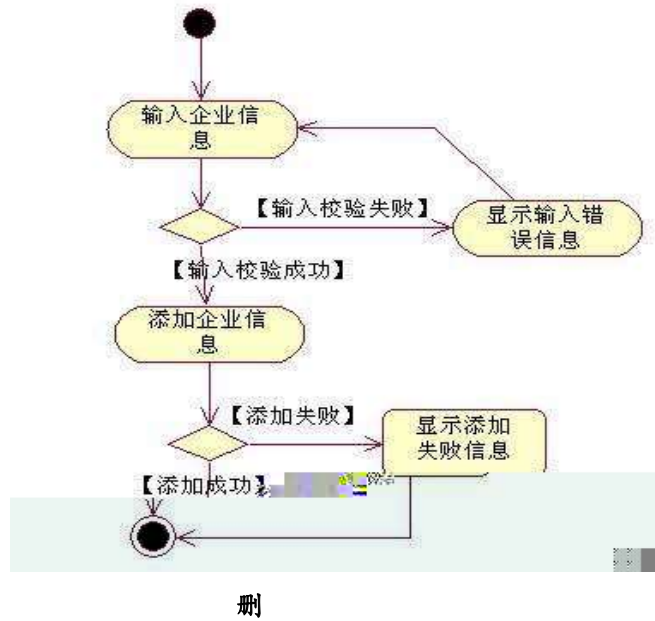 输入企业信
息
【输入校验失败】
显示输入错
误信息
【输入校验成功】
添加企业信
息
【添加失败】
显示添加
失败信息
【添加成功】
删